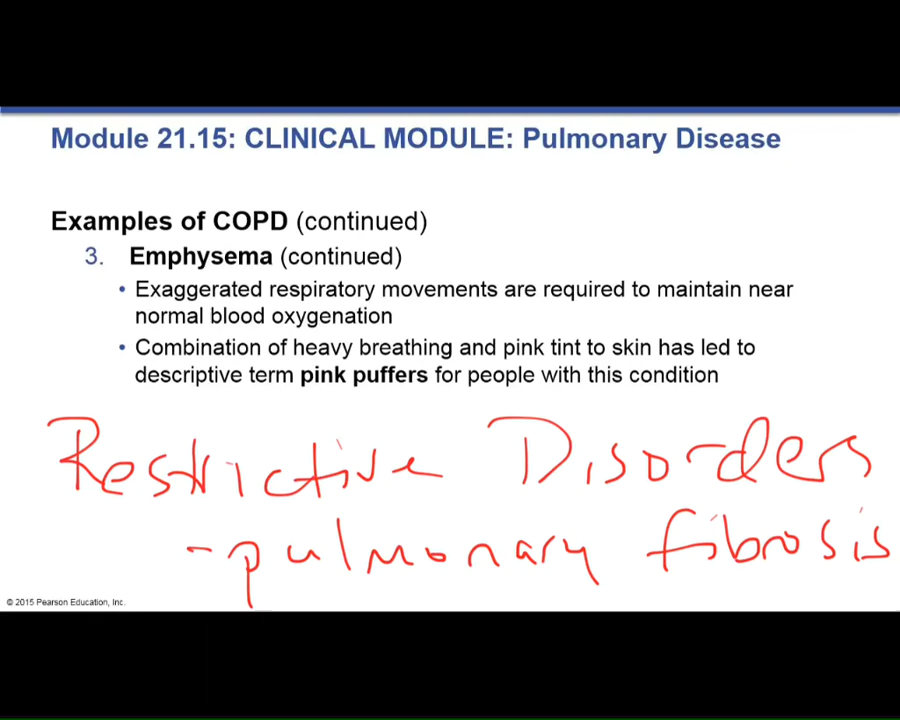 Module 21.15: CLINICAL MODULE: Pulmonary Disease
Examples of COPD (continued)
3. Emphysema (continued)
• Exaggerated respiratory movements are required to maintain near
normal blood oxygenation
• Combination of heavy breathing and pink tint to skin has led to
descriptive term pink puffers for people with this condition
Restrictive Disorders
- pulmonary fibrosis
© 2015 Pearson Education, Inc.